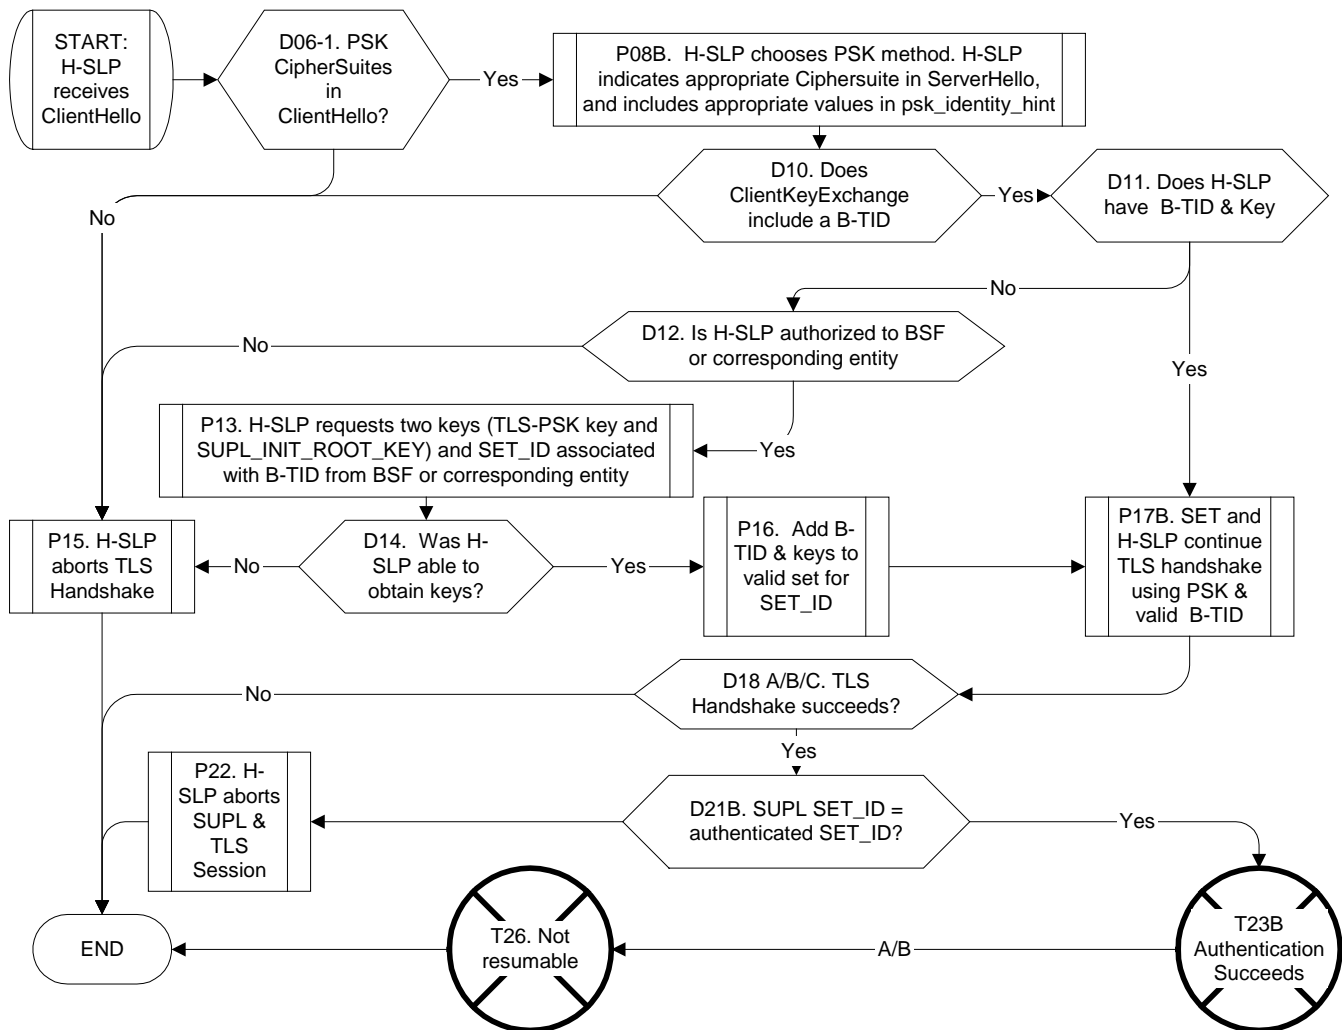 START:
H-SLP
receives
ClientHello
D06-1. PSK
CipherSuites
in
ClientHello?
Yes
P08B.  H-SLP chooses PSK method. H-SLP
indicates appropriate Ciphersuite in ServerHello,
and includes appropriate values in psk_identity_hint
D10. Does
ClientKeyExchange
include a B-TID
Yes
D11. Does H-SLP
have  B-TID & Key
No
No
D12. Is H-SLP authorized to BSF
or corresponding entity
No
Yes
P13. H-SLP requests two keys (TLS-PSK key and
SUPL_INIT_ROOT_KEY) and SET_ID associated
with B-TID from BSF or corresponding entity
Yes
P15. H-SLP
aborts TLS
Handshake
No
D14.  Was H-
SLP able to
obtain keys?
Yes
P16.  Add B-
TID & keys to
valid set for
SET_ID
P17B. SET and
H-SLP continue
TLS handshake
using PSK &
valid  B-TID
D18 A/B/C. TLS
Handshake succeeds?
No
Yes
P22. H-
SLP aborts
SUPL &
TLS
Session
D21B. SUPL SET_ID =
authenticated SET_ID?
Yes
END
T26. Not
resumable
A/B
T23B
Authentication
Succeeds